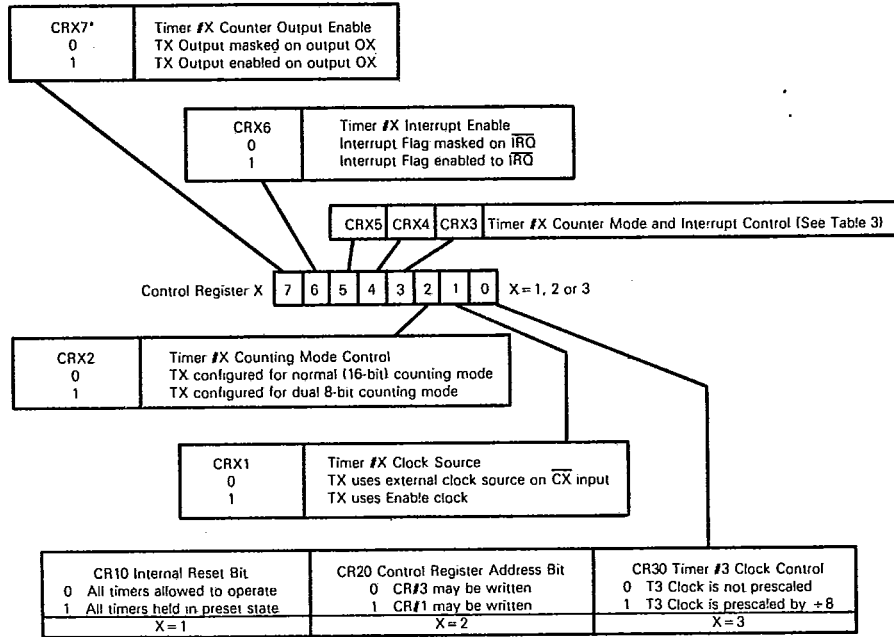 CRX7* Timer #X Counter Output Enable
0 TX Output masked on output OX
1 TX Output enabled on output OX
CRX6 Timer #X Interrupt Enable
0 Interrupt Flag masked on I̅R̅Q̅
1 Interrupt Flag enabled to I̅R̅Q̅
CRX5 CRX4 CRX3 Timer #X Counter Mode and Interrupt Control (See Table 3)
Control Register X 7 6 5 4 3 2 1 0 X=1, 2 or 3
CRX2 Timer #X Counting Mode Control
0 TX configured for normal (16-bit) counting mode
1 TX configured for dual 8-bit counting mode
CRX1 Timer #X Clock Source
0 TX uses external clock source on C̅X̅ input
1 TX uses Enable clock
CR10 Internal Reset Bit
0 All timers allowed to operate
1 All timers held in preset state
X=1
CR20 Control Register Address Bit
0 CR#3 may be written
1 CR#1 may be written
X=2
CR30 Timer #3 Clock Control
0 T3 Clock is not prescaled
1 T3 Clock is prescaled by ÷8
X=3